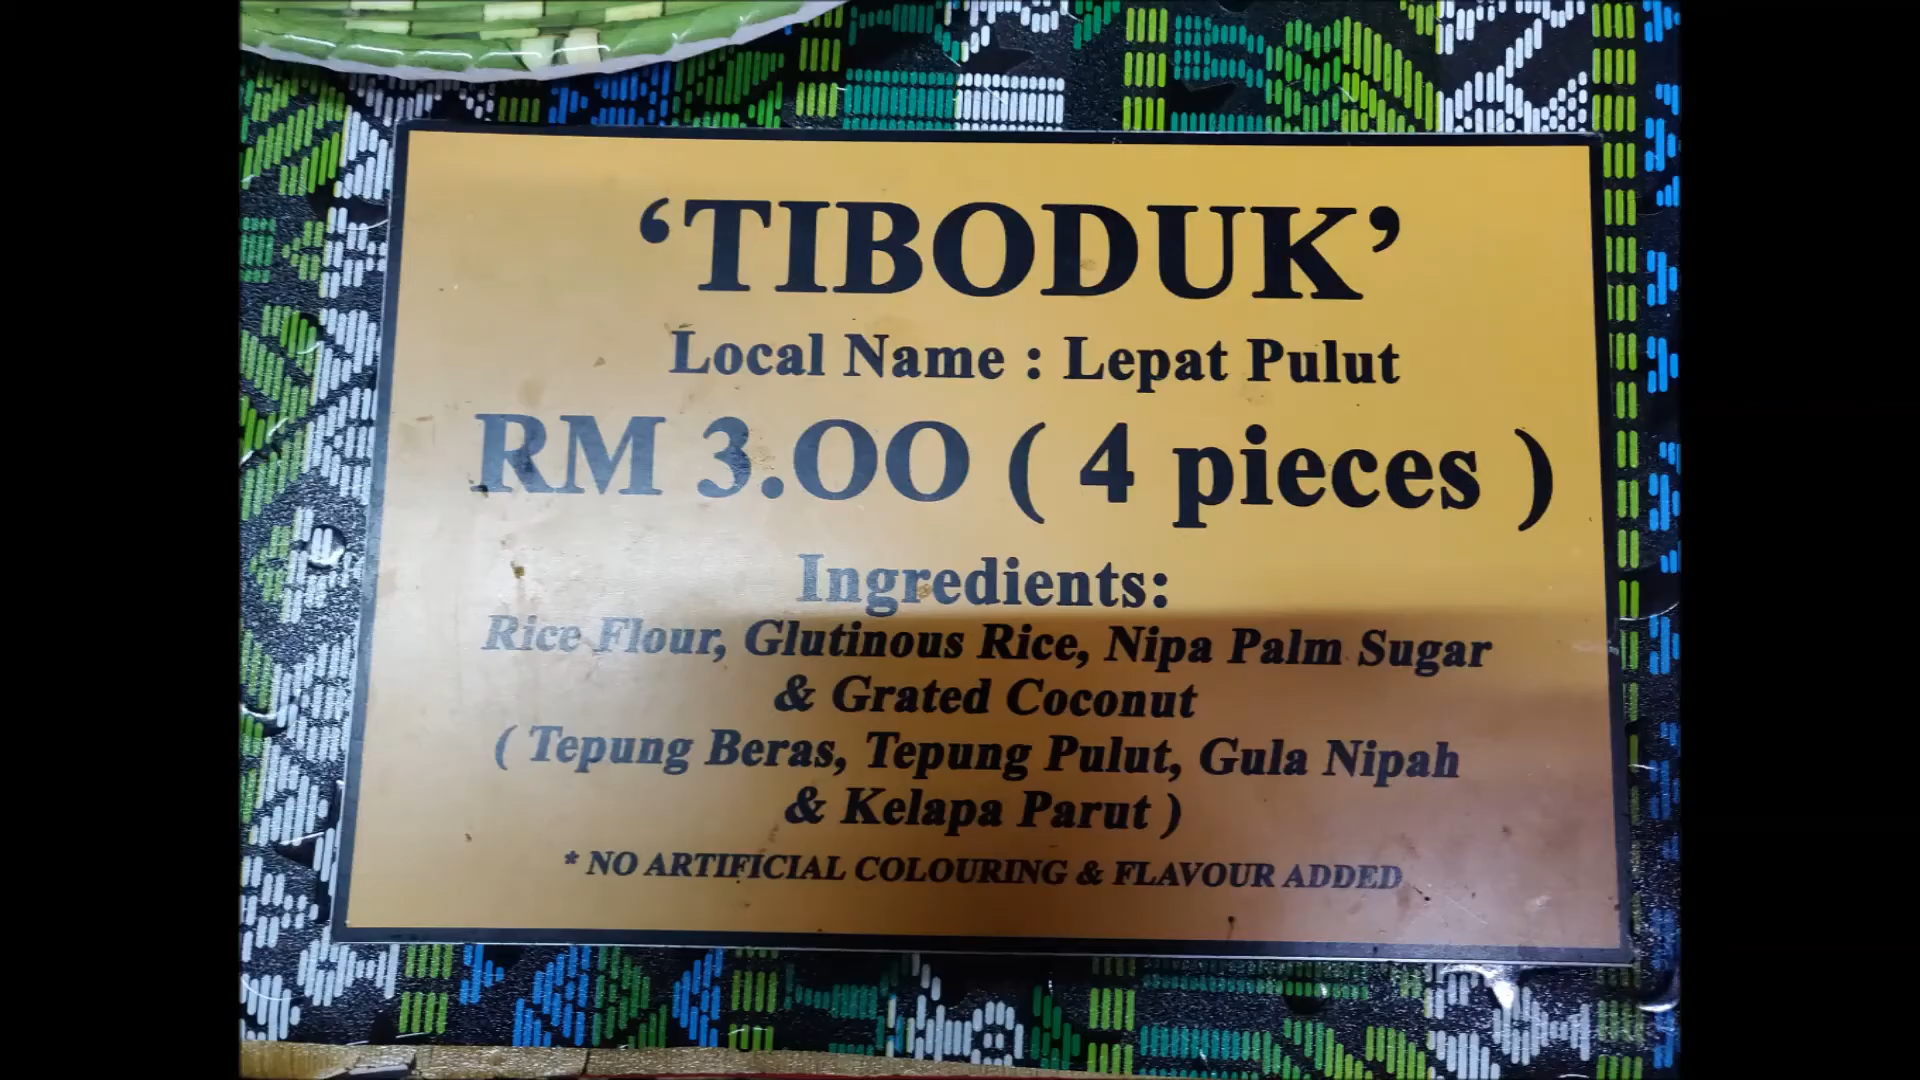 ‘TIBODUK’
Local Name : Lepat Pulut
RM 3.OO ( 4 pieces )
Ingredients:
Rice Flour, Glutinous Rice, Nipa Palm Sugar
& Grated Coconut
( Tepung Beras, Tepung Pulut, Gula Nipah
& Kelapa Parut )
* NO ARTIFICIAL COLOURING & FLAVOUR ADDED